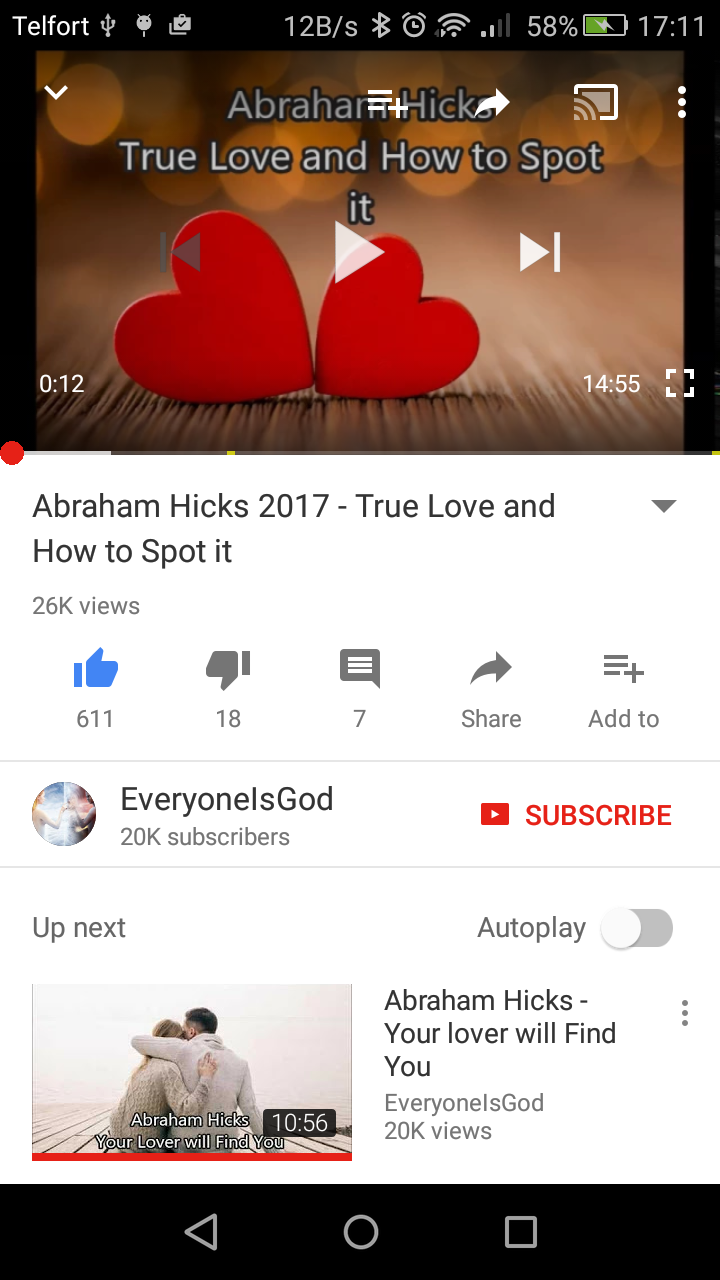 Telfort 12B/s 58% 17:11
Abraham Hicks
True Love and How to Spot
it
0:12 14:55
Abraham Hicks 2017 - True Love and
How to Spot it
26K views
611 18 7 Share Add to
EveryoneIsGod
20K subscribers
SUBSCRIBE
Up next Autoplay
Abraham Hicks -
Your lover will Find
You
EveryoneIsGod
20K views
Abraham Hicks
Your Lover will Find You
10:56